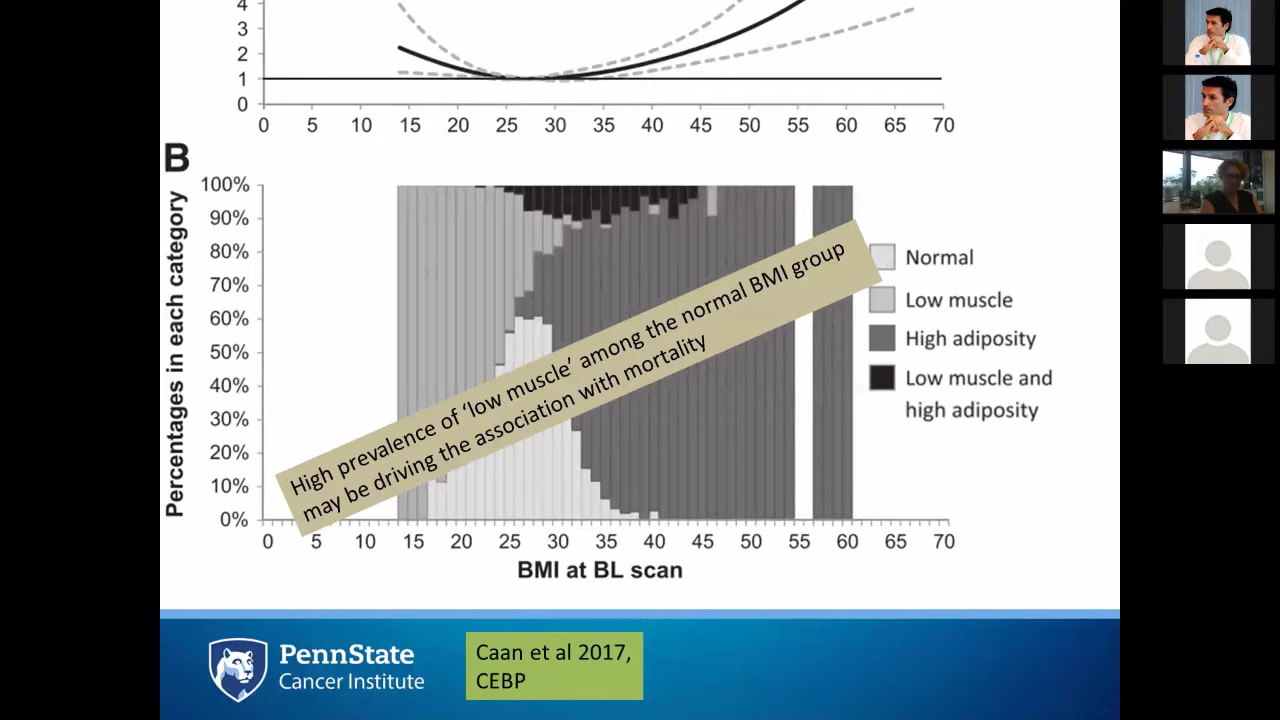 4
3
2
1
0
0 5 10 15 20 25 30 35 40 45 50 55 60 65 70
B
Percentages in each category
100%
90%
80%
70%
60%
50%
40%
30%
20%
10%
0%
0 5 10 15 20 25 30 35 40 45 50 55 60 65 70
BMI at BL scan
Normal
Low muscle
High adiposity
Low muscle and
high adiposity
High prevalence of ‘low muscle’ among the normal BMI group
may be driving the association with mortality
PennState
Cancer Institute
Caan et al 2017,
CEBP